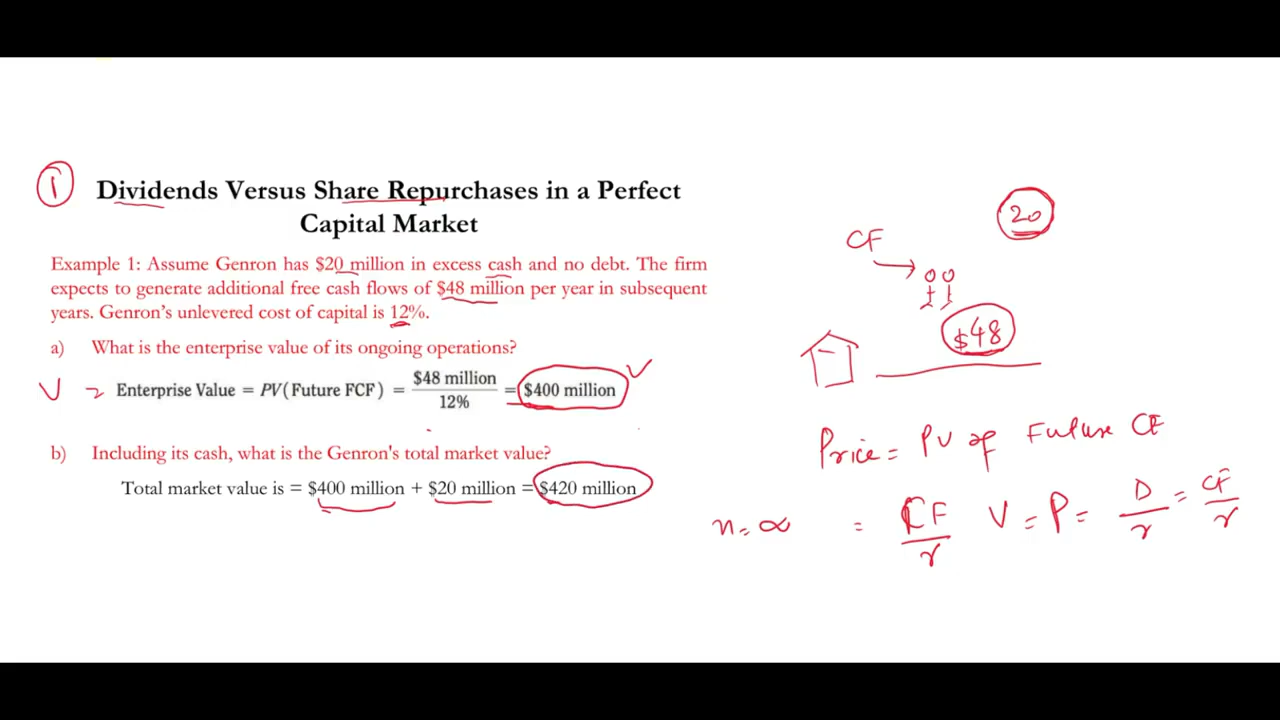 1
Dividends Versus Share Repurchases in a Perfect
Capital Market
Example 1: Assume Genron has $20 million in excess cash and no debt. The firm
expects to generate additional free cash flows of $48 million per year in subsequent
years. Genron's unlevered cost of capital is 12%.
a) What is the enterprise value of its ongoing operations?
V = Enterprise Value = PV(Future FCF) = $48 million / 12% = $400 million
b) Including its cash, what is the Genron's total market value?
Total market value is = $400 million + $20 million = $420 million
20
CF
$48
Price = PV of Future CF
n = ∞ = CF / r V = P = D / r = CF / r